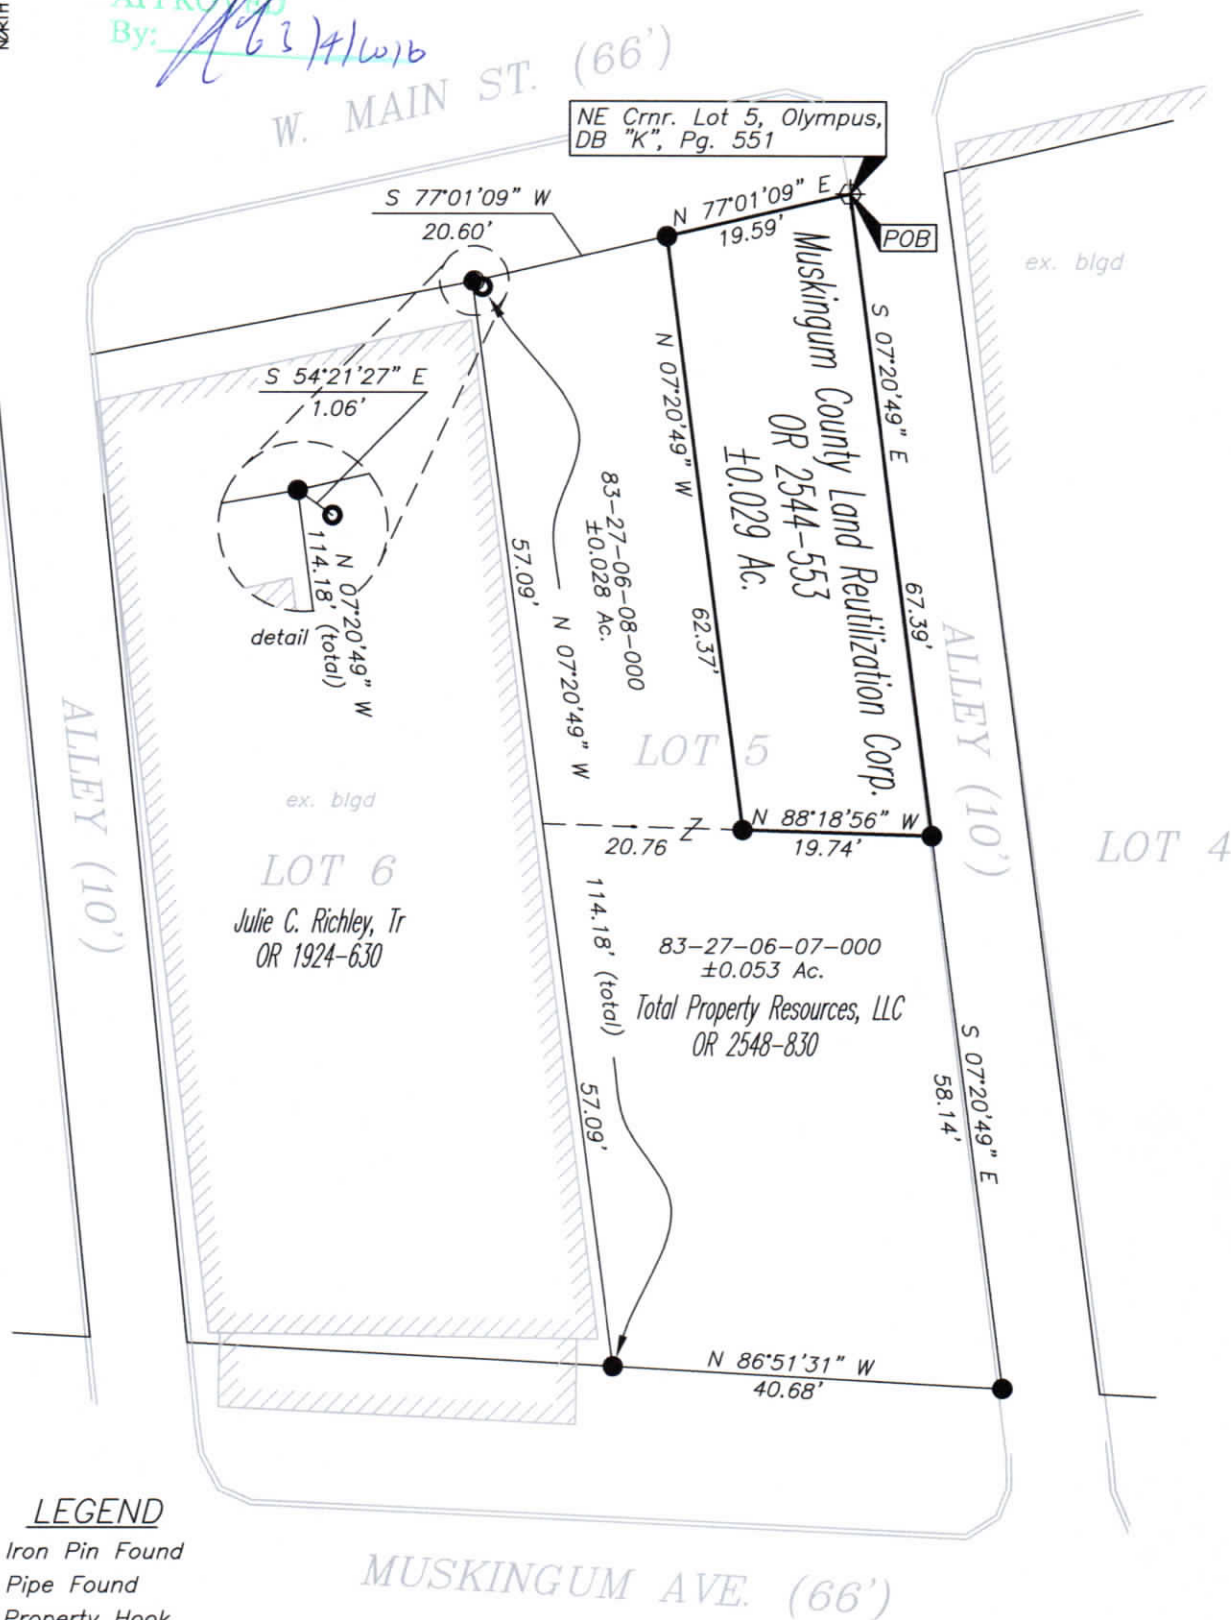 NORTH
APPROVED
By:
3/4/2016
W. MAIN ST. (66')
NE Crnr. Lot 5, Olympus,
DB "K", Pg. 551
S 77°01'09" W
20.60'
N 77°01'09" E
19.59'
POB
ex. blgd
S 54°21'27" E
1.06'
N 07°20'49" W
114.18' (total)
detail
57.09'
N 07°20'49" W
83-27-06-08-000
±0.028 Ac.
N 07°20'49" W
62.37'
Muskingum County Land Reutilization Corp.
OR 2544-553
±0.029 Ac.
S 07°20'49" E
67.39'
ALLEY (10')
ALLEY (10')
LOT 5
LOT 4
ex. blgd
LOT 6
Julie C. Richley, Tr
OR 1924-630
20.76
N 88°18'56" W
19.74'
83-27-06-07-000
±0.053 Ac.
Total Property Resources, LLC
OR 2548-830
114.18' (total)
57.09'
S 07°20'49" E
58.14'
N 86°51'31" W
40.68'
LEGEND
Iron Pin Found
Pipe Found
Property Hook
MUSKINGUM AVE. (66')